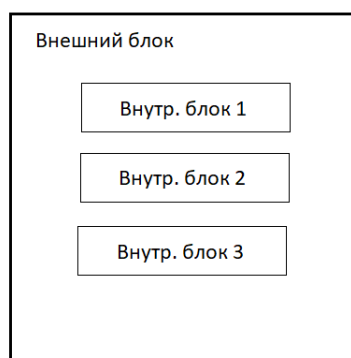 Внешний блок
Внутр. блок 1
Внутр. блок 2
Внутр. блок 3